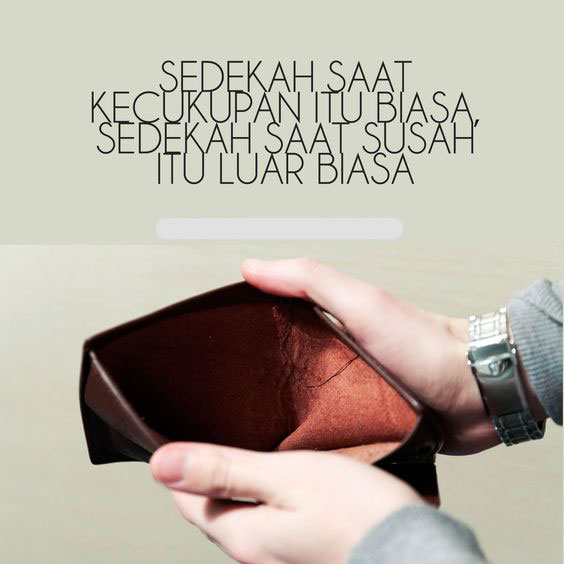 SEDEKAH SAAT
KECUKUPAN ITU BIASA,
SEDEKAH SAAT SUSAH
ITU LUAR BIASA